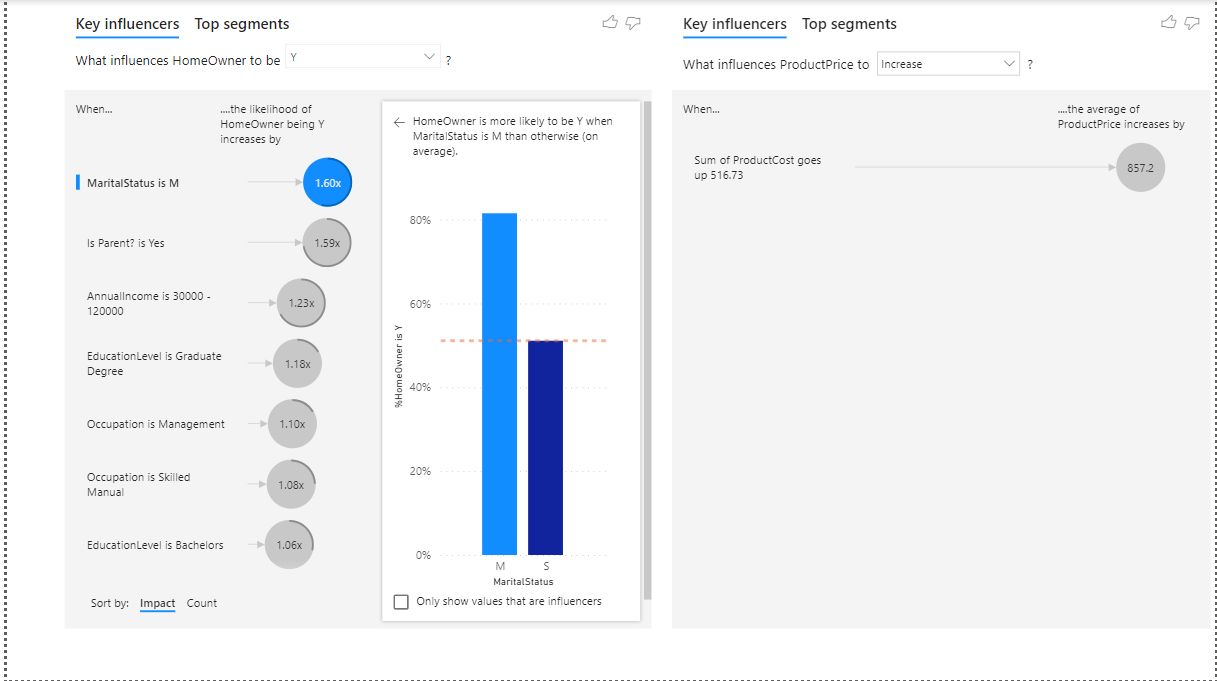 Key influencers Top segments
What influences HomeOwner to be Y ?
When...
....the likelihood of
HomeOwner being Y
increases by
MaritalStatus is M
1.60x
Is Parent? is Yes
1.59x
AnnualIncome is 30000 -
120000
1.23x
EducationLevel is Graduate
Degree
1.18x
Occupation is Management
1.10x
Occupation is Skilled
Manual
1.08x
EducationLevel is Bachelors
1.06x
Sort by: Impact Count
HomeOwner is more likely to be Y when
MaritalStatus is M than otherwise (on
average).
%HomeOwner is Y
80%
60%
40%
20%
0%
M S
MaritalStatus
Only show values that are influencers
Key influencers Top segments
What influences ProductPrice to Increase ?
When...
....the average of
ProductPrice increases by
Sum of ProductCost goes
up 516.73
857.2